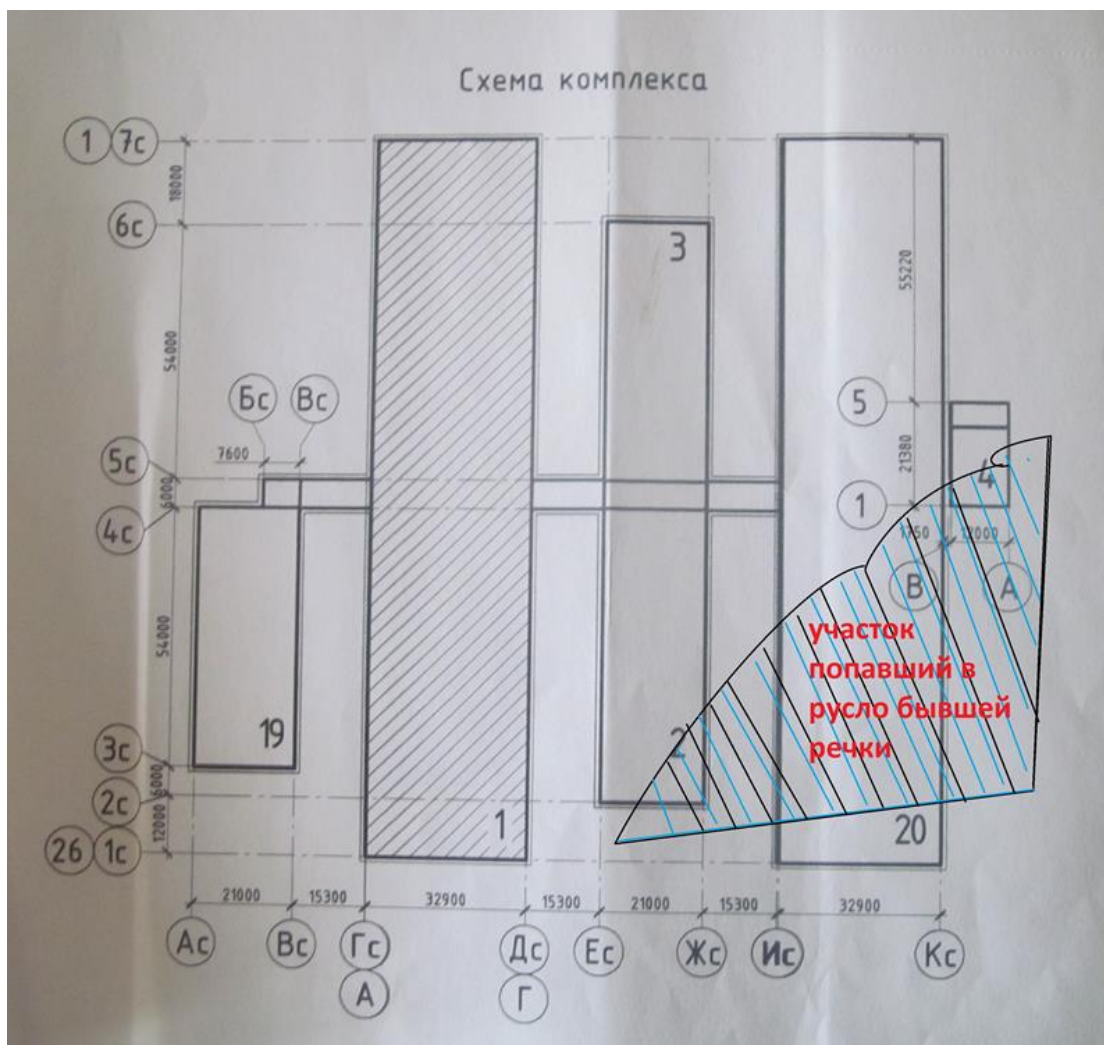 Схема комплекса
1 7с
18000
6с
3
54000
55220
Бс Вс
5
7600
5с
21380
6000
4
1
4с
1750 12000
В А
участок
попавший в
русло бывшей
речки
54000
19
2
3с
6000
2с
12000
1
20
26 1с
21000 15300 32900 15300 21000 15300 32900
Ас Вс Гс Дс Ес Жс Ис Кс
А Г